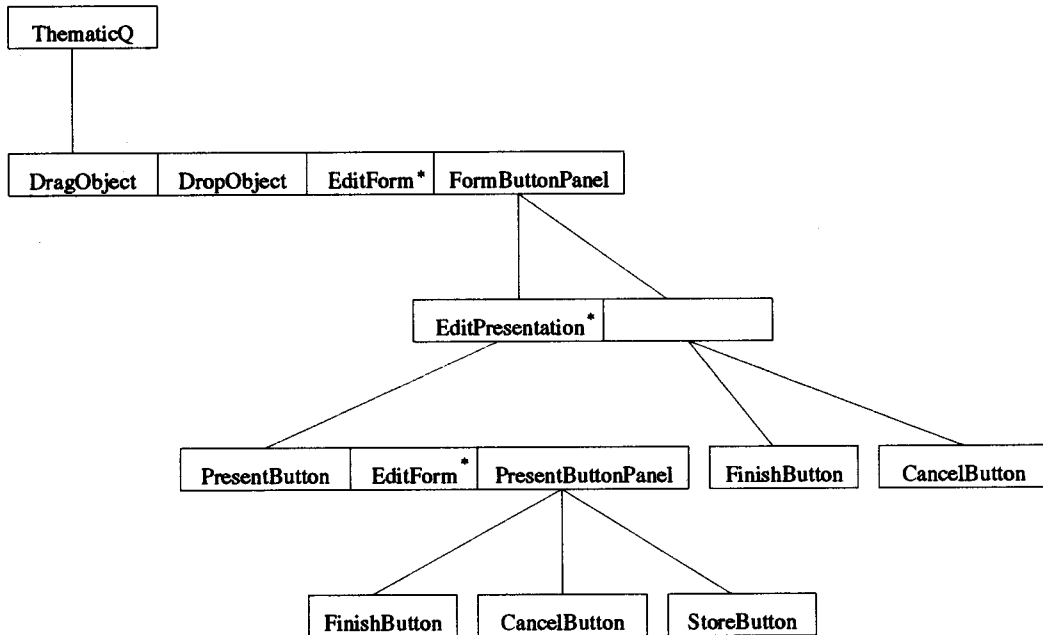 ThematicQ
DragObject DropObject EditForm* FormButtonPanel
EditPresentation*
PresentButton EditForm* PresentButtonPanel FinishButton CancelButton
FinishButton CancelButton StoreButton